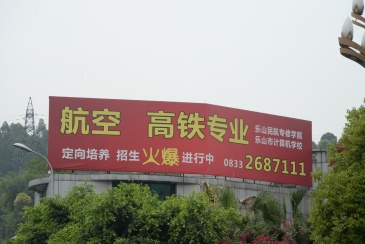 航空 高铁专业
乐山民航专修学院
乐山市计算机学校
定向培养 招生火爆进行中 0833 2687111